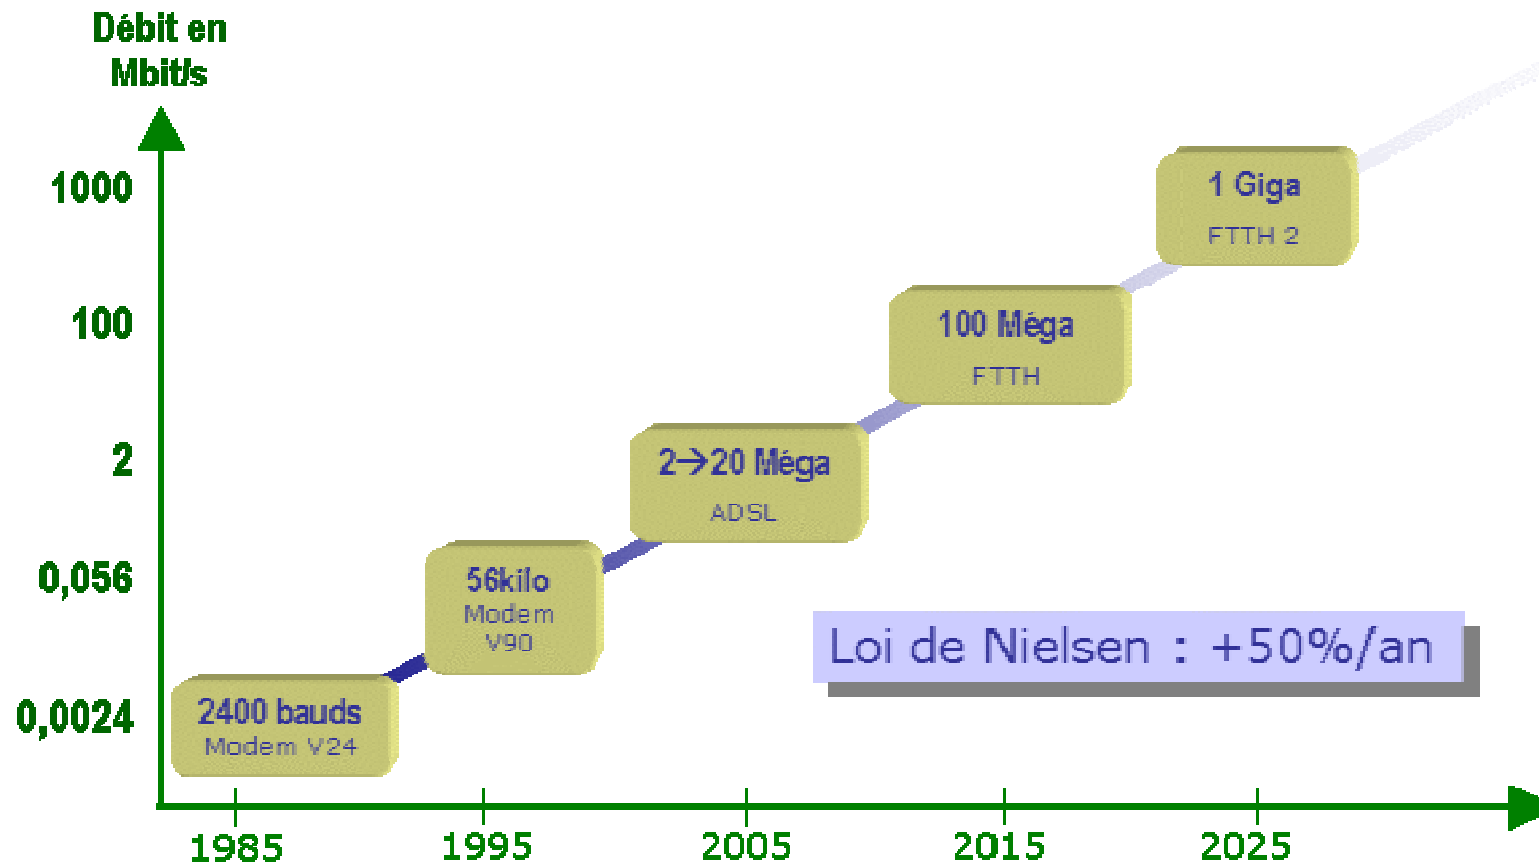 Débit en
Mbit/s
1000
1 Giga
FTTH 2
100
100 Méga
FTTH
2
2→20 Méga
ADSL
0,056
56kilo
Modem
V90
Loi de Nielsen : +50%/an
0,0024
2400 bauds
Modem V24
1985 1995 2005 2015 2025